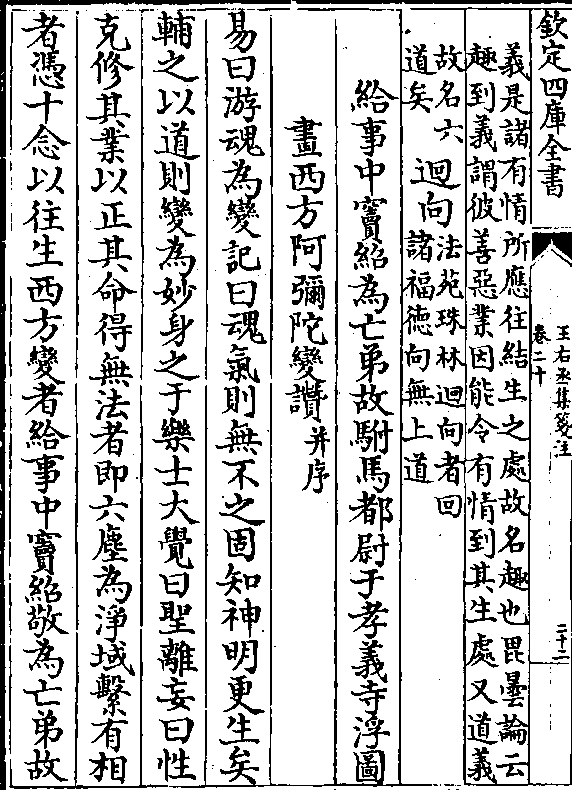 欽定四庫全書
王右丞集箋注
卷二十
二十二
義是諸有情所應往結生之處故名趣也毘曇論云
趣到義謂彼善惡業因能令有情到其生處又道義
故名六道矣
迴向
法苑珠林迴向者回諸福德向無上道
給事中竇紹為亡弟故駙馬都尉于孝義寺浮圖
畫西方阿彌陀變讚并序
易曰游魂為變記曰魂氣則無不之固知神明更生矣
輔之以道則變為妙身之于樂士大覺曰聖離妄曰性
克修其業以正其命得無法者即六塵為淨域繫有相
者憑十念以往生西方變者給事中竇紹敬為亡弟故